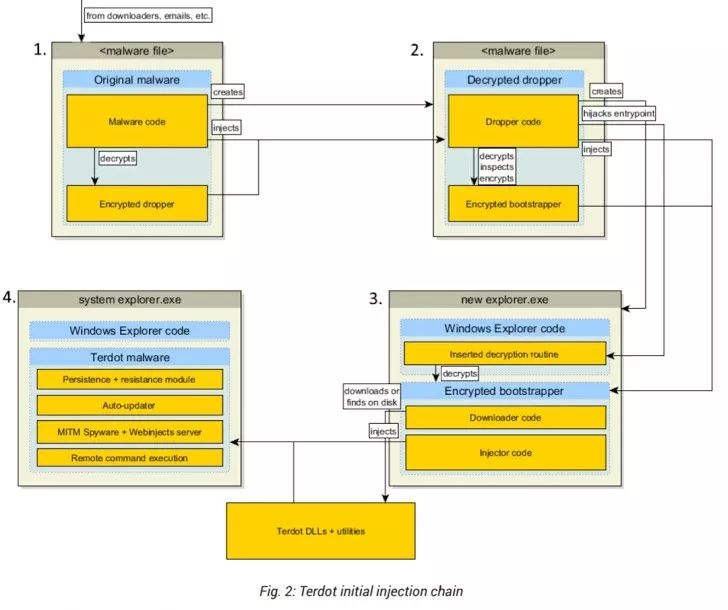 from downloaders, emails, etc.
1.
<malware file>
Original malware
Malware code
creates
injects
decrypts
Encrypted dropper
2.
<malware file>
Decrypted dropper
Dropper code
creates
hijacks entrypoint
injects
decrypts
inspects
encrypts
Encrypted bootstrapper
4.
system explorer.exe
Windows Explorer code
Terdot malware
Persistence + resistance module
Auto-updater
MITM Spyware + Webinjects server
Remote command execution
3.
new explorer.exe
Windows Explorer code
Inserted decryption routine
decrypts
Encrypted bootstrapper
Downloader code
Injector code
downloads or
finds on disk
injects
Terdot DLLs + utilities
Fig. 2: Terdot initial injection chain